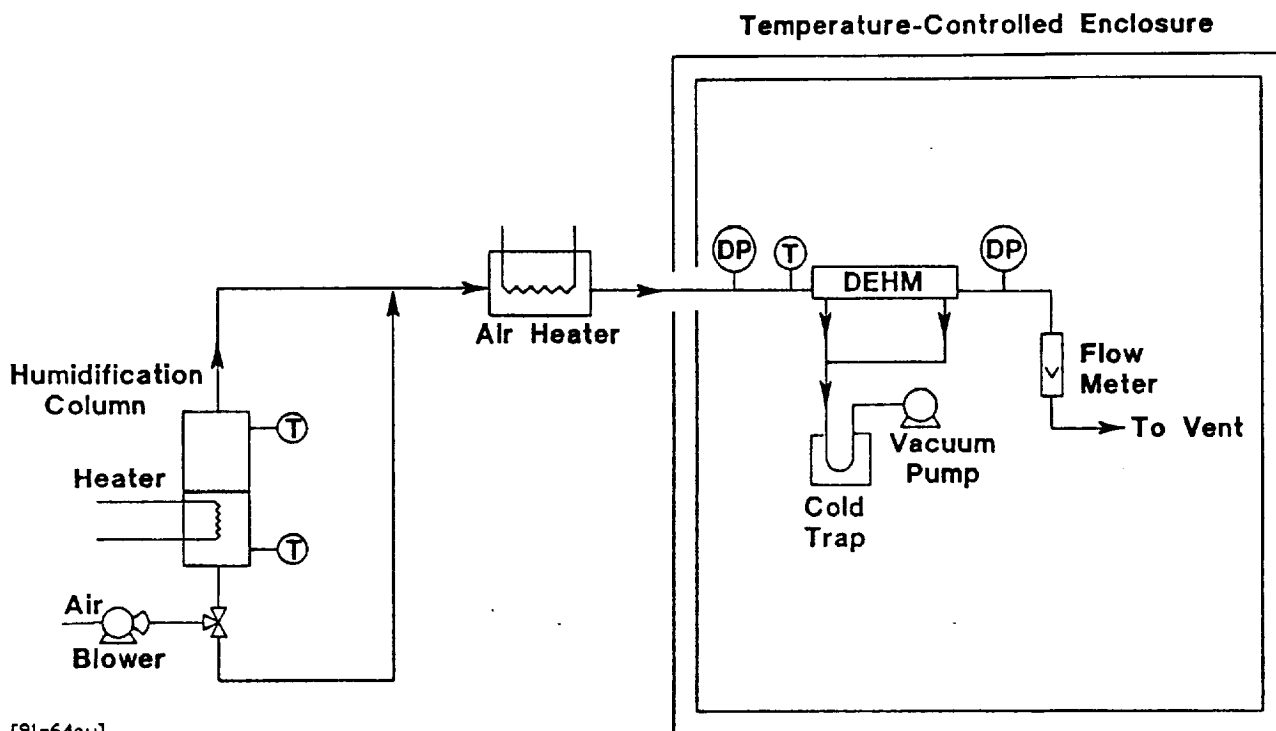 Temperature-Controlled Enclosure
DP
T
DP
DEHM
Air Heater
Flow
Meter
Humidification
Column
T
To Vent
Vacuum
Pump
Heater
Cold
Trap
T
Air
Blower